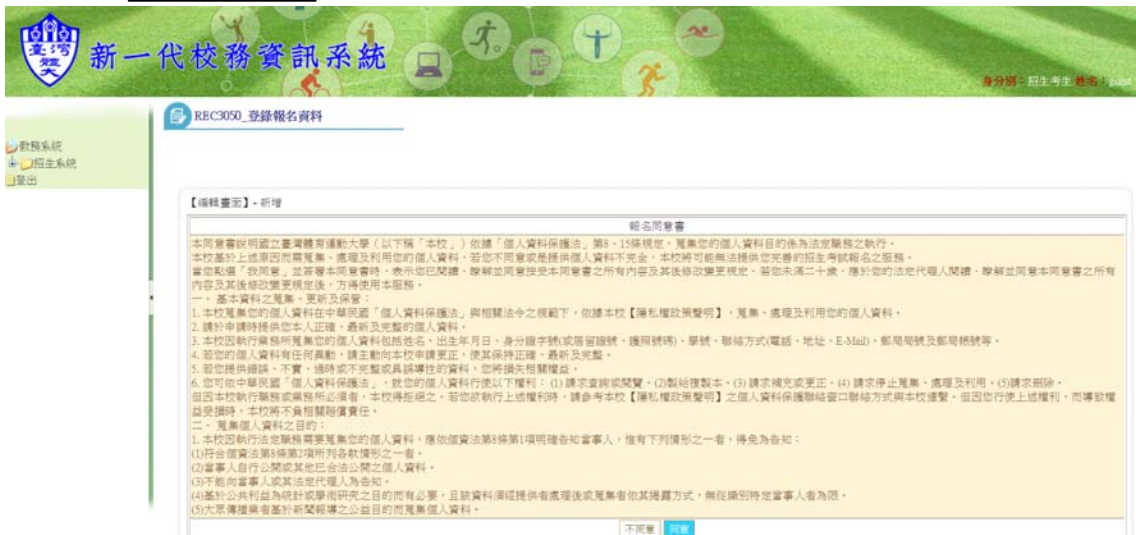 臺灣體大
新一代校務資訊系統
身分別：招生考生 姓名：guest
REC3050_登錄報名資料
教務系統
招生系統
登出
【編輯畫面】- 新增
報名同意書
本同意書說明國立臺灣體育運動大學（以下稱「本校」）依據「個人資料保護法」第8、15條規定，蒐集您的個人資料目的係為法定職務之執行。
本校基於上述原因而需蒐集、處理及利用您的個人資料，若您不同意或是提供個人資料不完全，本校將可能無法提供您完善的招生考試報名之服務。
當您點選「我同意」並簽署本同意書時，表示您已閱讀、瞭解並同意接受本同意書之所有內容及其後修改變更規定。若您未滿二十歲，應於您的法定代理人閱讀、瞭解並同意本同意書之所有
內容及其後修改變更規定後，方得使用本服務。
一、 基本資料之蒐集、更新及保管：
1. 本校蒐集您的個人資料在中華民國「個人資料保護法」與相關法令之規範下，依據本校【隱私權政策聲明】，蒐集、處理及利用您的個人資料。
2. 請於申請時提供您本人正確、最新及完整的個人資料。
3. 本校因執行業務所蒐集您的個人資料包括姓名、出生年月日、身分證字號(或居留證號、護照號碼)、學號、聯絡方式(電話、地址、E-Mail)、郵局局號及郵局帳號等。
4. 若您的個人資料有任何異動，請主動向本校申請更正，使其保持正確、最新及完整。
5. 若您提供錯誤、不實、過時或不完整或具誤導性的資料，您將損失相關權益。
6. 您可依中華民國「個人資料保護法」，就您的個人資料行使以下權利： (1) 請求查詢或閱覽。(2)製給複製本。(3) 請求補充或更正。(4) 請求停止蒐集、處理及利用。(5)請求刪除。
但因本校執行職務或業務所必須者，本校得拒絕之。若您欲執行上述權利時，請參考本校【隱私權政策聲明】之個人資料保護聯絡窗口聯絡方式與本校連繫。但因您行使上述權利，而導致權
益受損時，本校將不負相關賠償責任。
二、 蒐集個人資料之目的：
1. 本校因執行法定職務需要蒐集您的個人資料，應依個資法第8條第1項明確告知當事人，惟有下列情形之一者，得免為告知：
(1)符合個資法第8條第2項所列各款情形之一者。
(2)當事人自行公開或其他已合法公開之個人資料。
(3)不能向當事人或其法定代理人為告知。
(4)基於公共利益為統計或學術研究之目的而有必要，且該資料須經提供者處理後或蒐集者依其揭露方式，無從識別特定當事人者為限。
(5)大眾傳播業者基於新聞報導之公益目的而蒐集個人資料。
不同意 同意